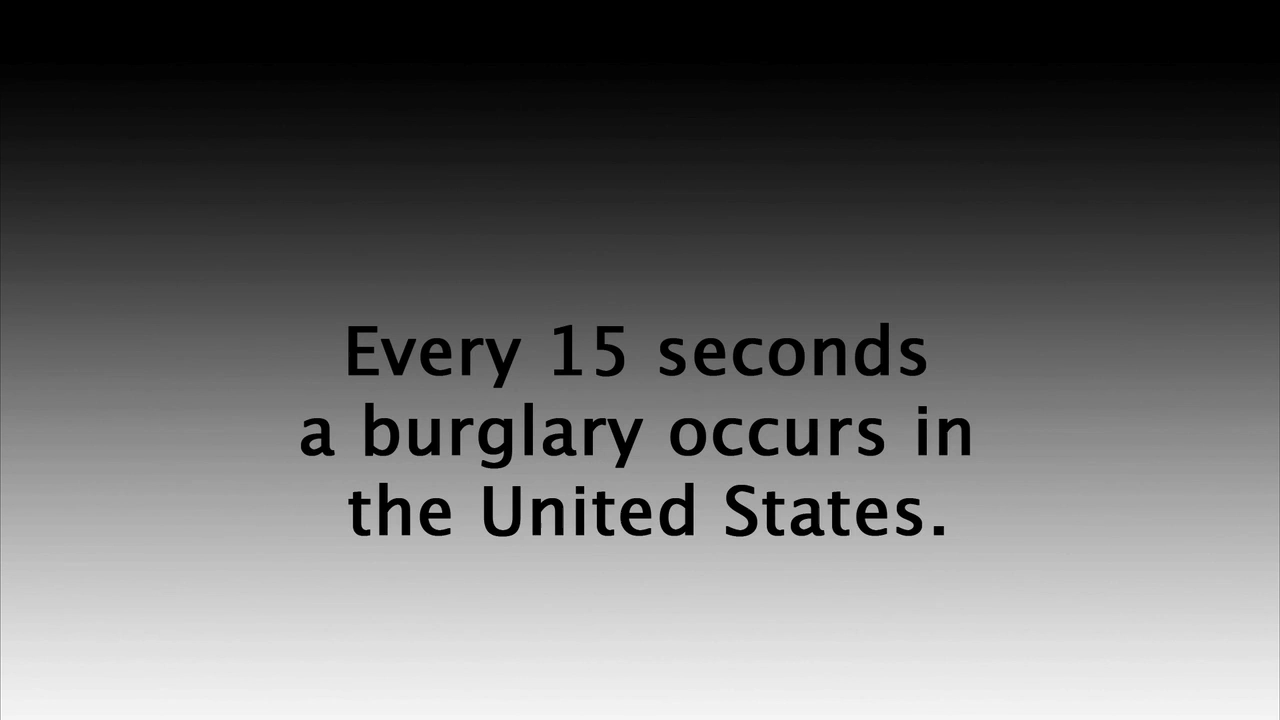 Every 15 seconds
a burglary occurs in
the United States.